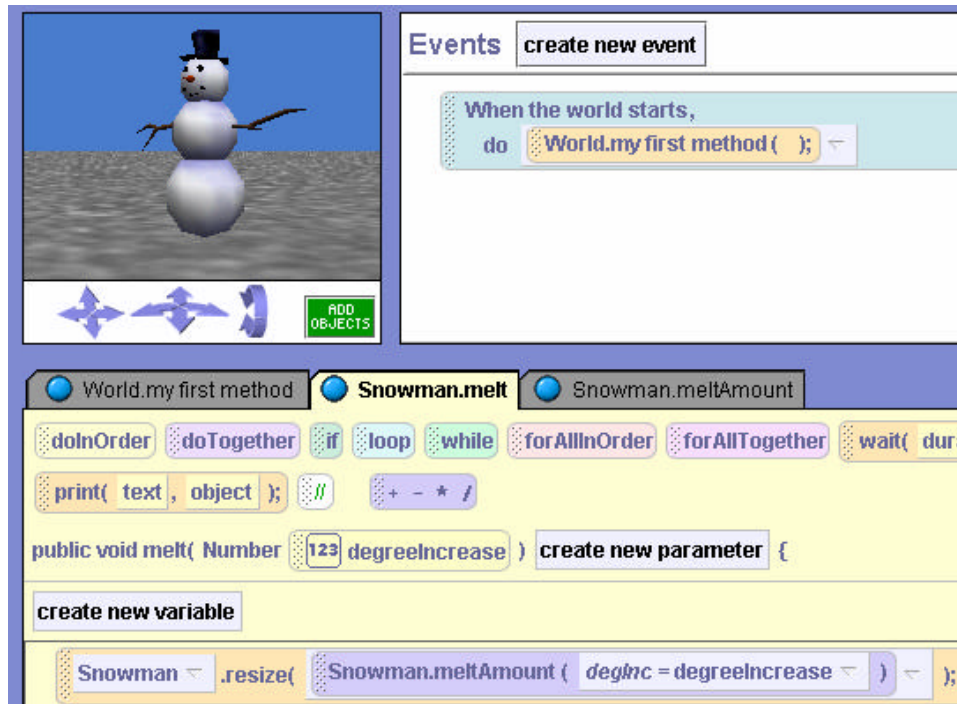 Events create new event
When the world starts,
do World.my first method ( );
ADD
OBJECTS
World.my first method Snowman.melt Snowman.meltAmount
doInOrder doTogether if loop while forAllInOrder forAllTogether wait( dura
print( text , object ); // + - * /
public void melt( Number 123 degreeIncrease ) create new parameter {
create new variable
Snowman .resize( Snowman.meltAmount ( degInc = degreeIncrease ) );